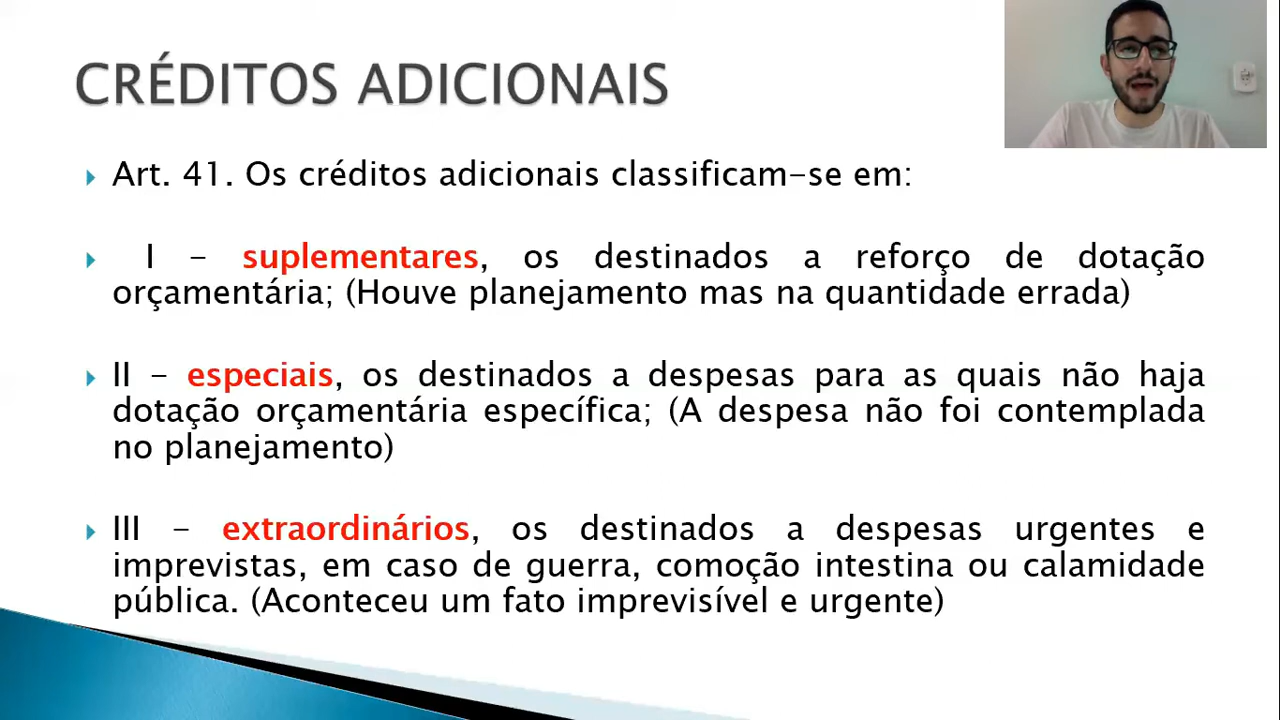 CRÉDITOS ADICIONAIS
Art. 41. Os créditos adicionais classificam-se em:
I - suplementares, os destinados a reforço de dotação
orçamentária; (Houve planejamento mas na quantidade errada)
II - especiais, os destinados a despesas para as quais não haja
dotação orçamentária específica; (A despesa não foi contemplada
no planejamento)
III - extraordinários, os destinados a despesas urgentes e
imprevistas, em caso de guerra, comoção intestina ou calamidade
pública. (Aconteceu um fato imprevisível e urgente)